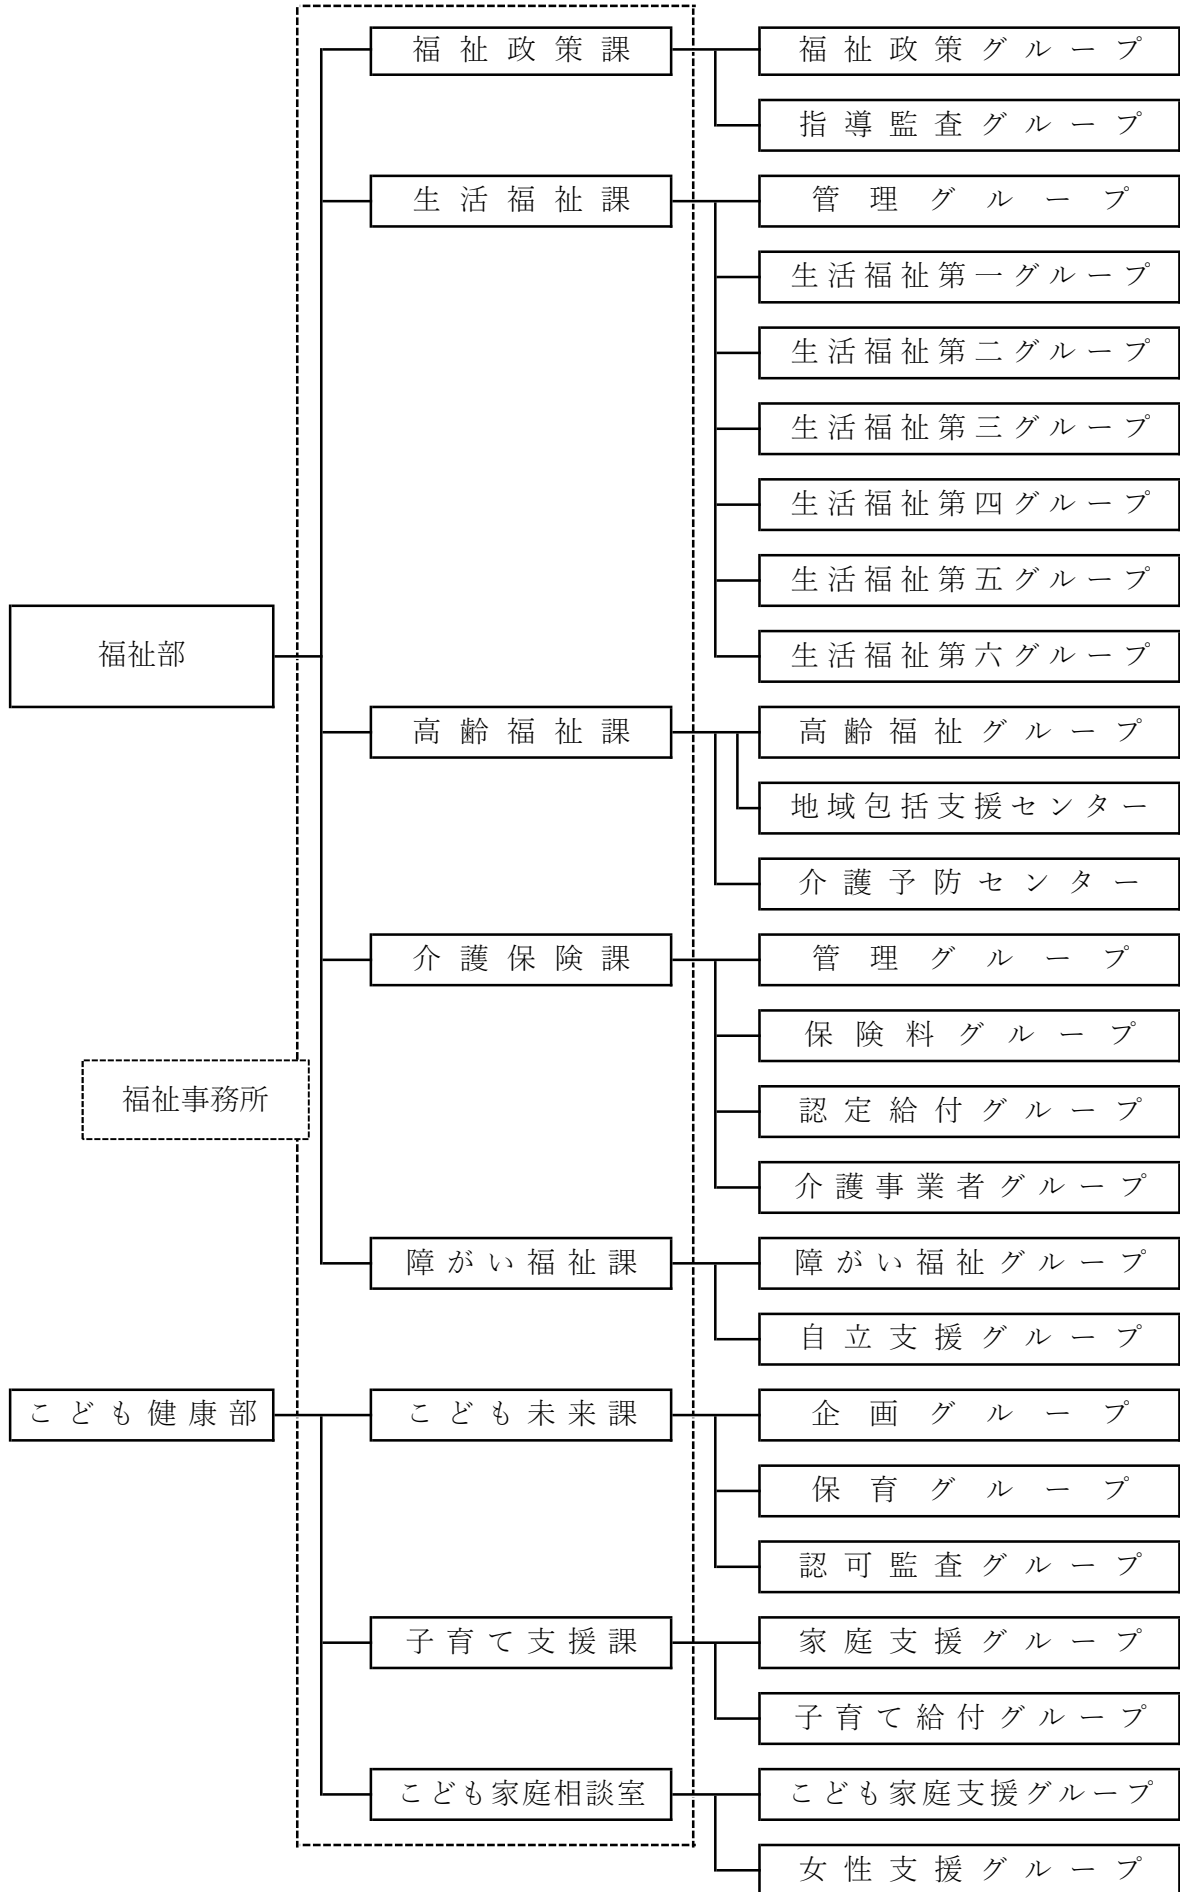 福祉政策課
福祉政策グループ
指導監査グループ
生活福祉課
管理グループ
生活福祉第一グループ
生活福祉第二グループ
生活福祉第三グループ
生活福祉第四グループ
生活福祉第五グループ
福祉部
生活福祉第六グループ
高齢福祉課
高齢福祉グループ
地域包括支援センター
介護予防センター
介護保険課
管理グループ
保険料グループ
福祉事務所
認定給付グループ
介護事業者グループ
障がい福祉課
障がい福祉グループ
自立支援グループ
こども健康部
こども未来課
企画グループ
保育グループ
認可監査グループ
子育て支援課
家庭支援グループ
子育て給付グループ
こども家庭相談室
こども家庭支援グループ
女性支援グループ